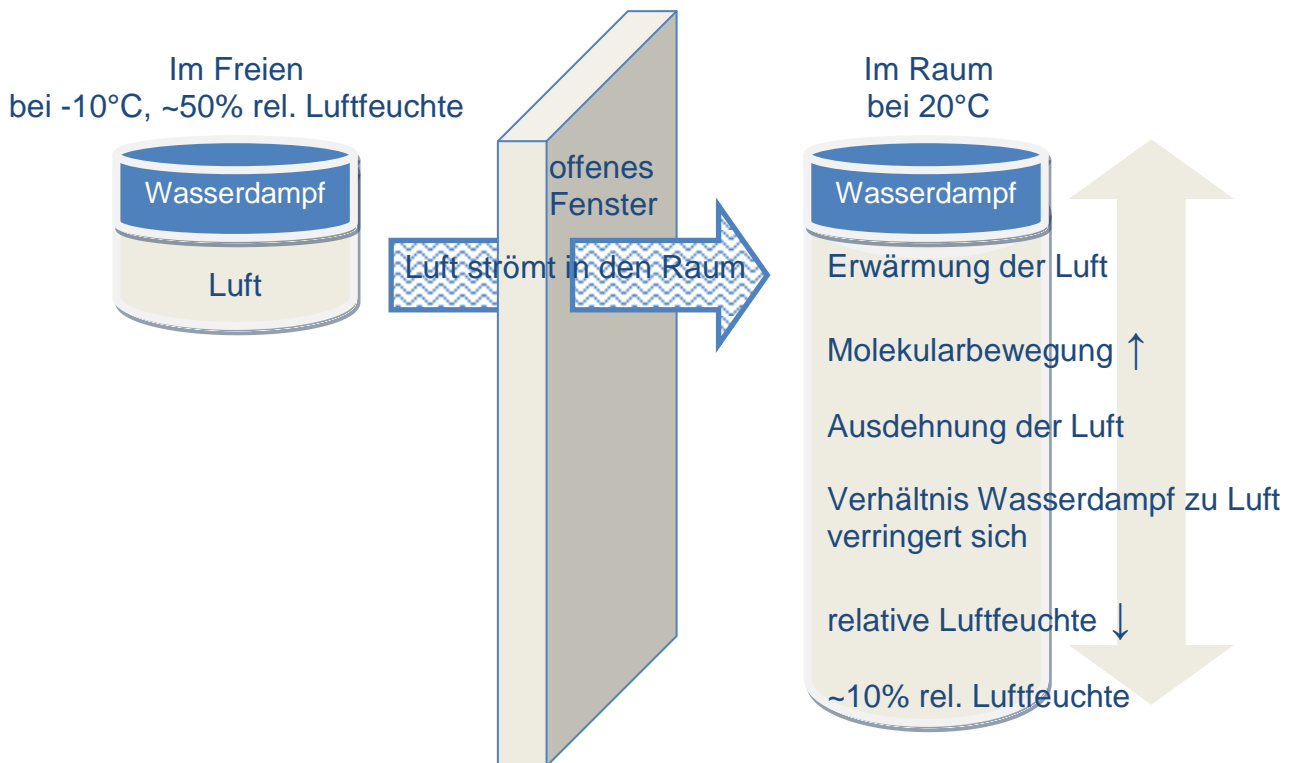 Im Freien
bei -10°C, ~50% rel. Luftfeuchte
Wasserdampf
Luft
offenes
Fenster
Luft strömt in den Raum
Im Raum
bei 20°C
Wasserdampf
Erwärmung der Luft
Molekularbewegung ↑
Ausdehnung der Luft
Verhältnis Wasserdampf zu Luft
verringert sich
relative Luftfeuchte ↓
~10% rel. Luftfeuchte